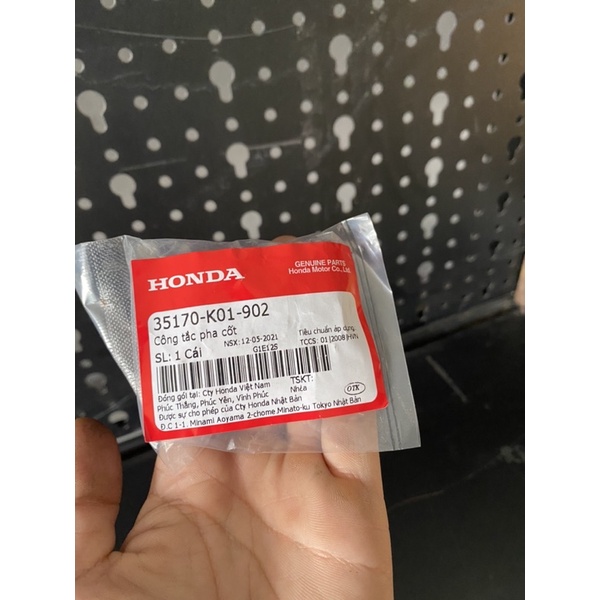 HONDA
GENUINE PARTS
Honda Motor Co., Ltd.
35170-K01-902
Công tắc pha cốt
SL: 1 Cái
NSX: 12-05-2021
G1E12S
Tiêu chuẩn áp dụng
TCCS: 01|2008|HVN
Đóng gói tại: Cty Honda Việt Nam
Phúc Thắng, Phúc Yên, Vĩnh Phúc
Được sự cho phép của Cty Honda Nhật Bản
Đ.C 1-1. Minami Aoyama 2-chome,Minato-ku Tokyo Nhật Bản
TSKT:
Nhựa
OTK